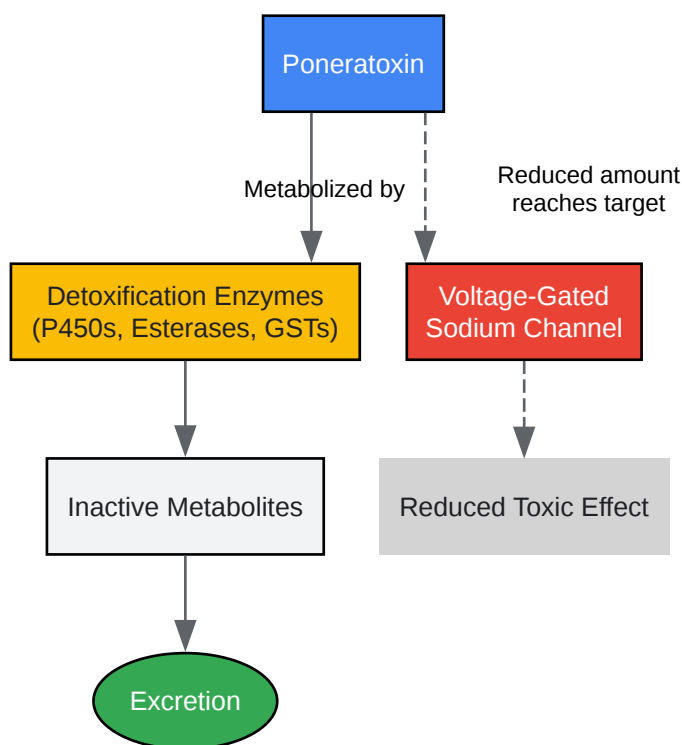 Poneratoxin
Metabolized by
Reduced amount
reaches target
Detoxification Enzymes
(P450s, Esterases, GSTs)
Voltage-Gated
Sodium Channel
Inactive Metabolites
Reduced Toxic Effect
Excretion